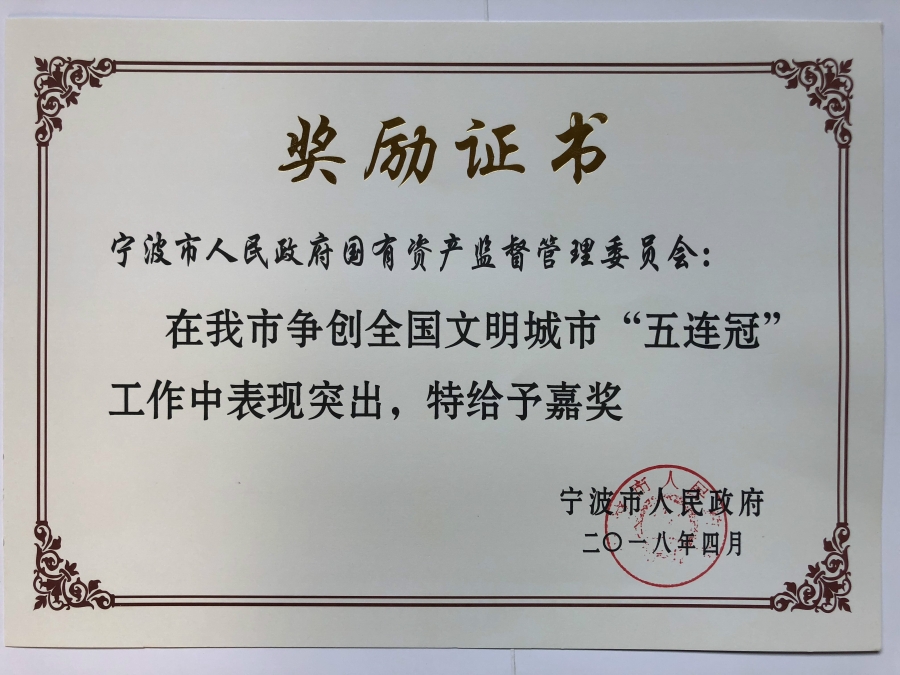 奖励证书
宁波市人民政府国有资产监督管理委员会：
在我市争创全国文明城市“五连冠”
工作中表现突出，特给予嘉奖
宁波市人民政府
二〇一八年四月